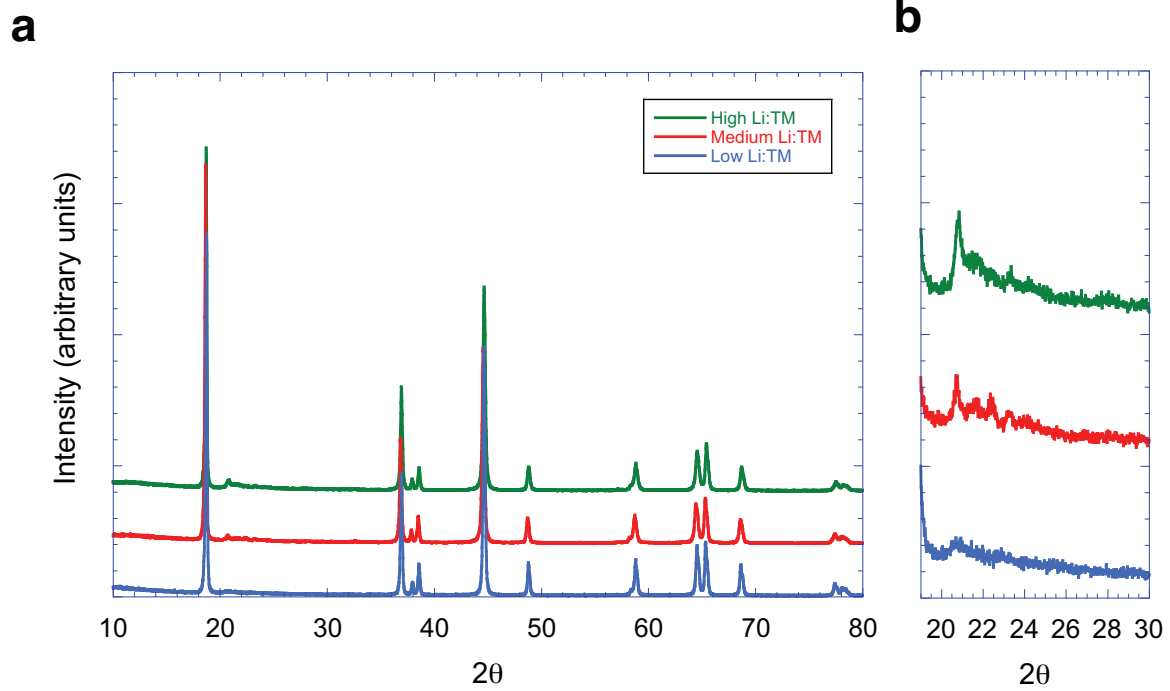 a
b
High Li:TM
Medium Li:TM
Low Li:TM
Intensity (arbitrary units)
10 20 30 40 50 60 70 80
2θ
20 22 24 26 28 30
2θ